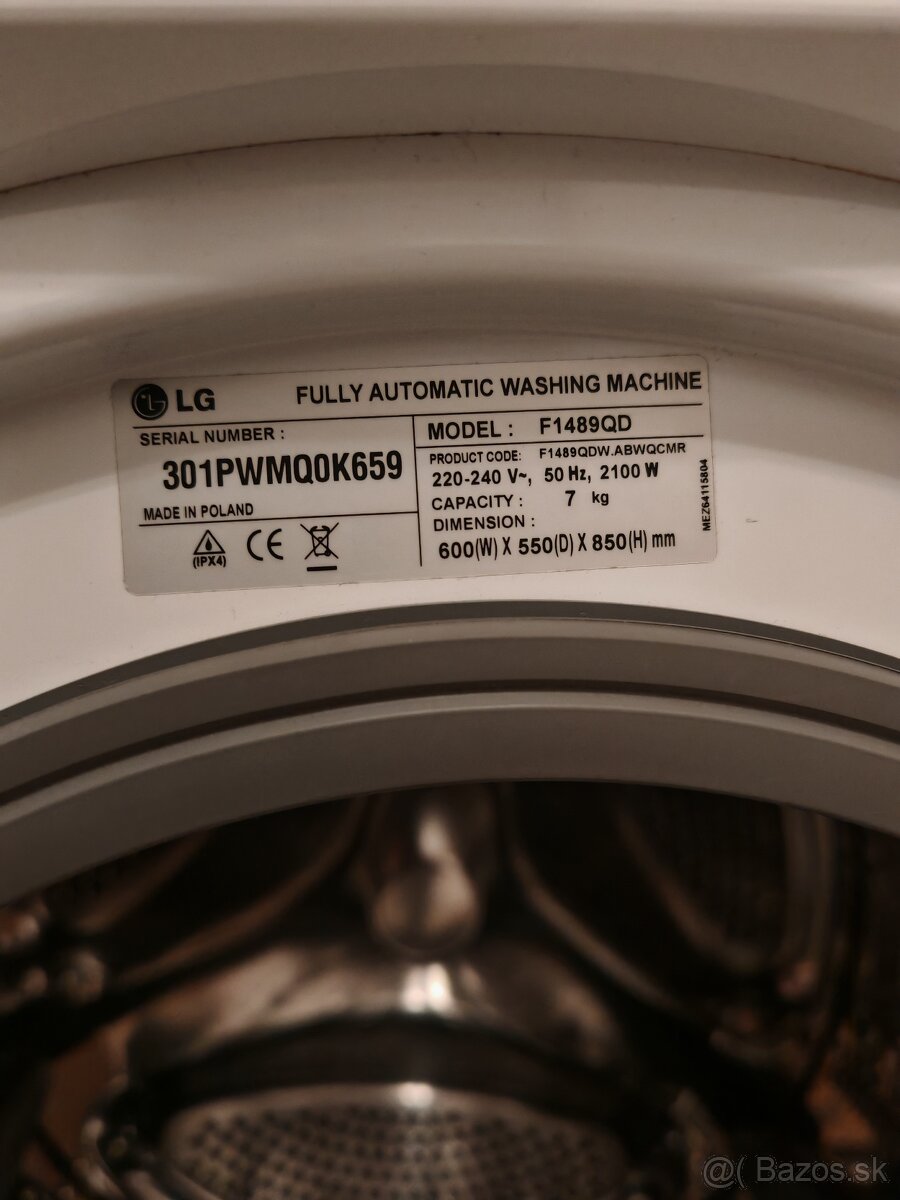 LG FULLY AUTOMATIC WASHING MACHINE
SERIAL NUMBER :
301PWMQ0K659
MADE IN POLAND
(IPX4) CE
MODEL : F1489QD
PRODUCT CODE: F1489QDW.ABWQCMR
220-240 V~, 50 Hz, 2100 W
CAPACITY : 7 kg
DIMENSION :
600(W) X 550(D) X 850(H) mm
MEZ64115804
@( Bazos.sk